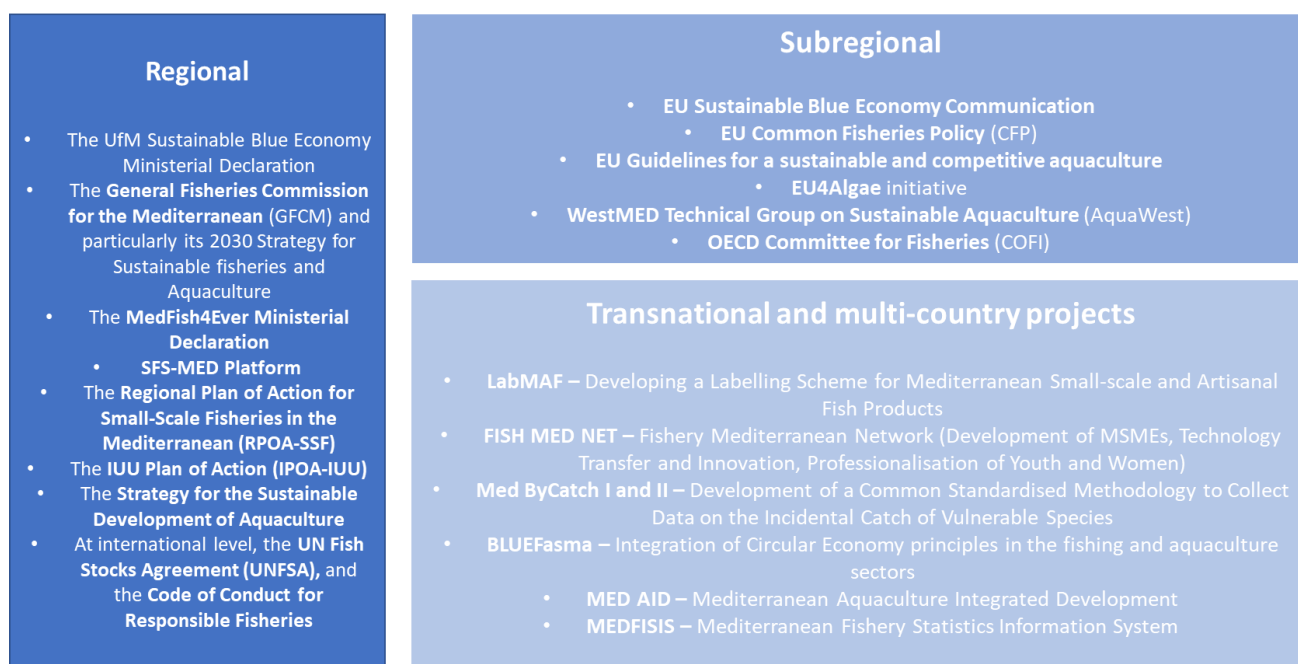 Regional
• The UfM Sustainable Blue Economy
Ministerial Declaration
• The General Fisheries Commission
for the Mediterranean (GFCM) and
particularly its 2030 Strategy for
Sustainable fisheries and
Aquaculture
• The MedFish4Ever Ministerial
Declaration
• SFS-MED Platform
• The Regional Plan of Action for
Small-Scale Fisheries in the
Mediterranean (RPOA-SSF)
• The IUU Plan of Action (IPOA-IUU)
• The Strategy for the Sustainable
Development of Aquaculture
• At international level, the UN Fish
Stocks Agreement (UNFSA), and
the Code of Conduct for
Responsible Fisheries
Subregional
• EU Sustainable Blue Economy Communication
• EU Common Fisheries Policy (CFP)
• EU Guidelines for a sustainable and competitive aquaculture
• EU4Algae initiative
• WestMED Technical Group on Sustainable Aquaculture (AquaWest)
• OECD Committee for Fisheries (COFI)
Transnational and multi-country projects
• LabMAF – Developing a Labelling Scheme for Mediterranean Small-scale and Artisanal
Fish Products
• FISH MED NET – Fishery Mediterranean Network (Development of MSMEs, Technology
Transfer and Innovation, Professionalisation of Youth and Women)
• Med ByCatch I and II – Development of a Common Standardised Methodology to Collect
Data on the Incidental Catch of Vulnerable Species
• BLUEFasma – Integration of Circular Economy principles in the fishing and aquaculture
sectors
• MED AID – Mediterranean Aquaculture Integrated Development
• MEDFISIS – Mediterranean Fishery Statistics Information System